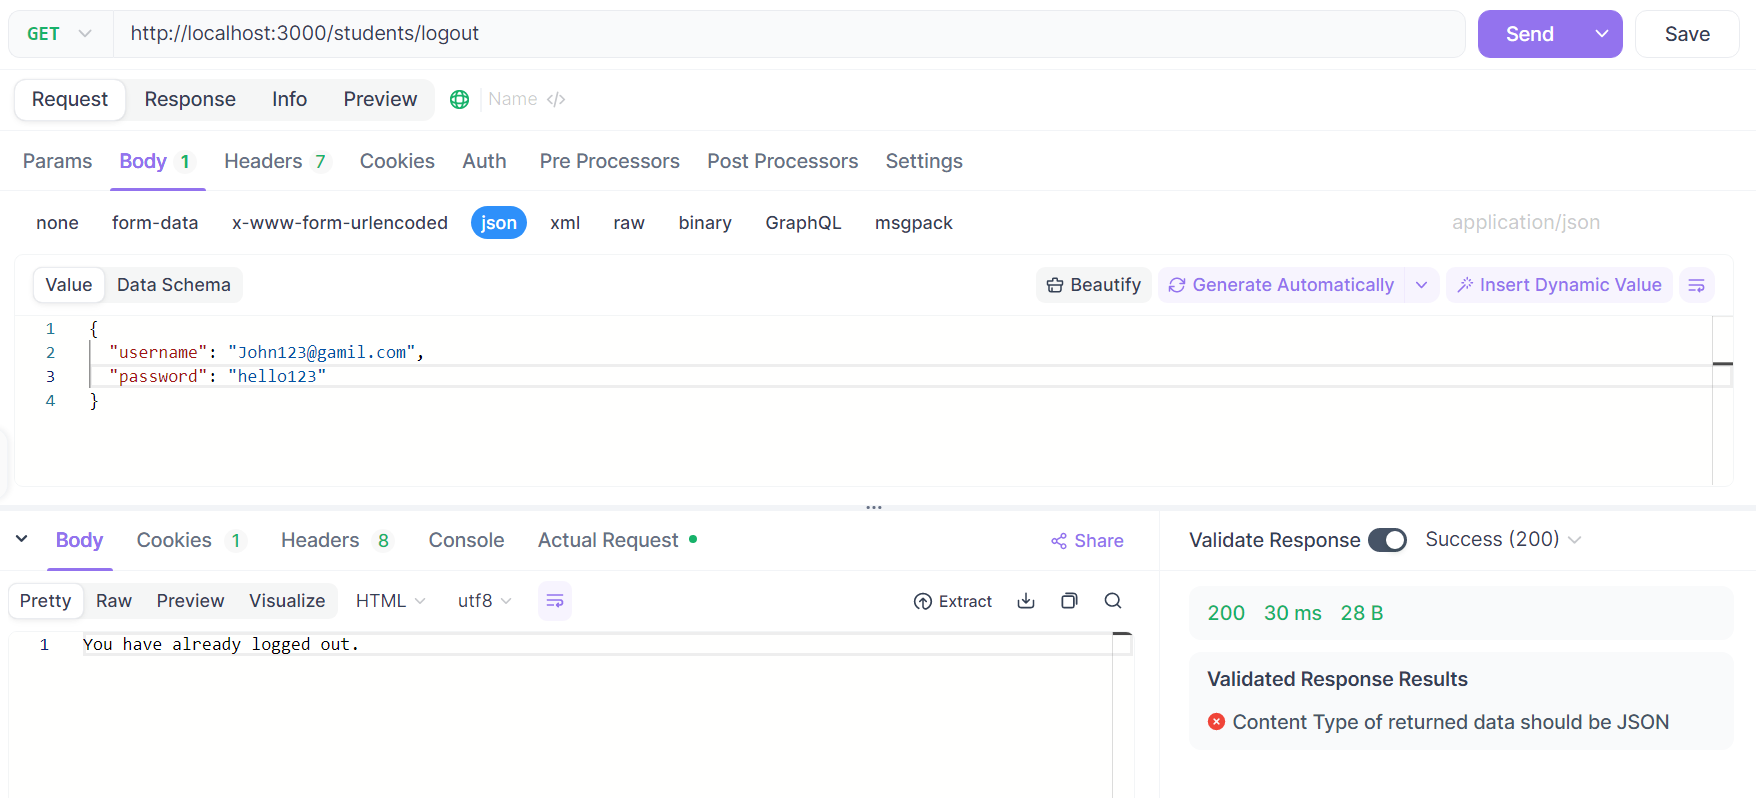 GET http://localhost:3000/students/logout Send Save
Request Response Info Preview Name </>
Params Body 1 Headers 7 Cookies Auth Pre Processors Post Processors Settings
none form-data x-www-form-urlencoded json xml raw binary GraphQL msgpack application/json
Value Data Schema Beautify Generate Automatically Insert Dynamic Value
1 {
2 "username": "John123@gamil.com",
3 "password": "hello123"
4 }
Body Cookies 1 Headers 8 Console Actual Request Share Validate Response Success (200)
Pretty Raw Preview Visualize HTML utf8 Extract
200 30 ms 28 B
1 You have already logged out.
Validated Response Results
Content Type of returned data should be JSON